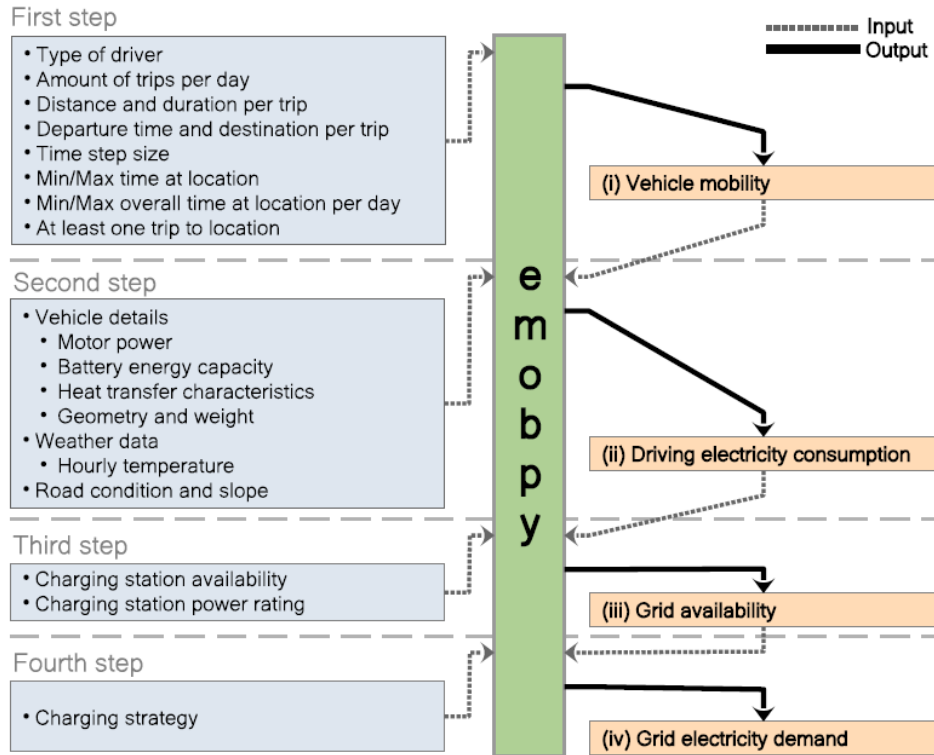 First step
• Type of driver
• Amount of trips per day
• Distance and duration per trip
• Departure time and destination per trip
• Time step size
• Min/Max time at location
• Min/Max overall time at location per day
• At least one trip to location
Input
Output
(i) Vehicle mobility
emobpy
Second step
• Vehicle details
• Motor power
• Battery energy capacity
• Heat transfer characteristics
• Geometry and weight
• Weather data
• Hourly temperature
• Road condition and slope
(ii) Driving electricity consumption
Third step
• Charging station availability
• Charging station power rating
(iii) Grid availability
Fourth step
• Charging strategy
(iv) Grid electricity demand